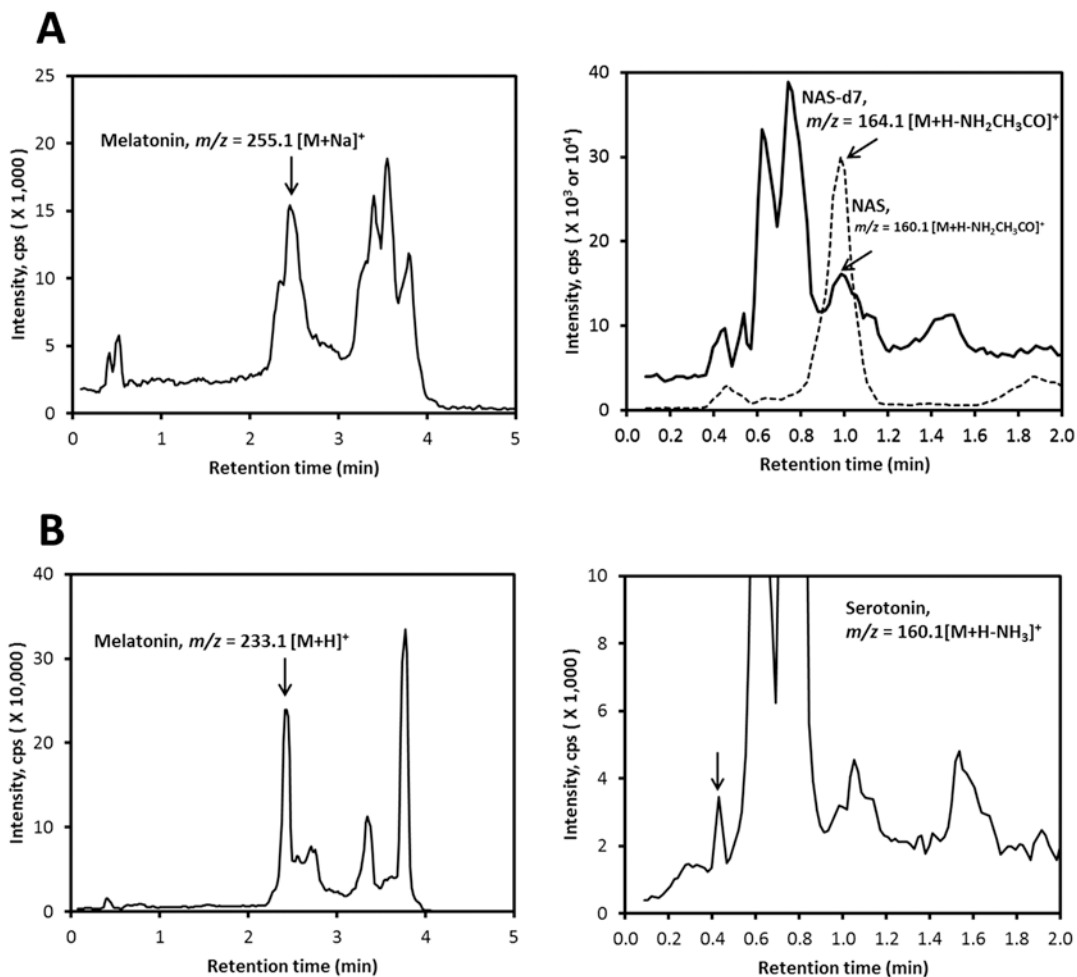 A
25
20
15
10
5
0
Intensity, cps ( X 1,000)
Melatonin, m/z = 255.1 [M+Na]⁺
0 1 2 3 4 5
Retention time (min)
40
30
20
10
0
Intensity, cps ( X 10³ or 10⁴)
NAS-d7,
m/z = 164.1 [M+H-NH₂CH₃CO]⁺
NAS,
m/z = 160.1 [M+H-NH₂CH₃CO]⁺
0.0 0.2 0.4 0.6 0.8 1.0 1.2 1.4 1.6 1.8 2.0
Retention time (min)
B
40
30
20
10
0
Intensity, cps ( X 10,000)
Melatonin, m/z = 233.1 [M+H]⁺
0 1 2 3 4 5
Retention time (min)
10
8
6
4
2
0
Intensity, cps ( X 1,000)
Serotonin,
m/z = 160.1[M+H-NH₃]⁺
0.0 0.2 0.4 0.6 0.8 1.0 1.2 1.4 1.6 1.8 2.0
Retention time (min)